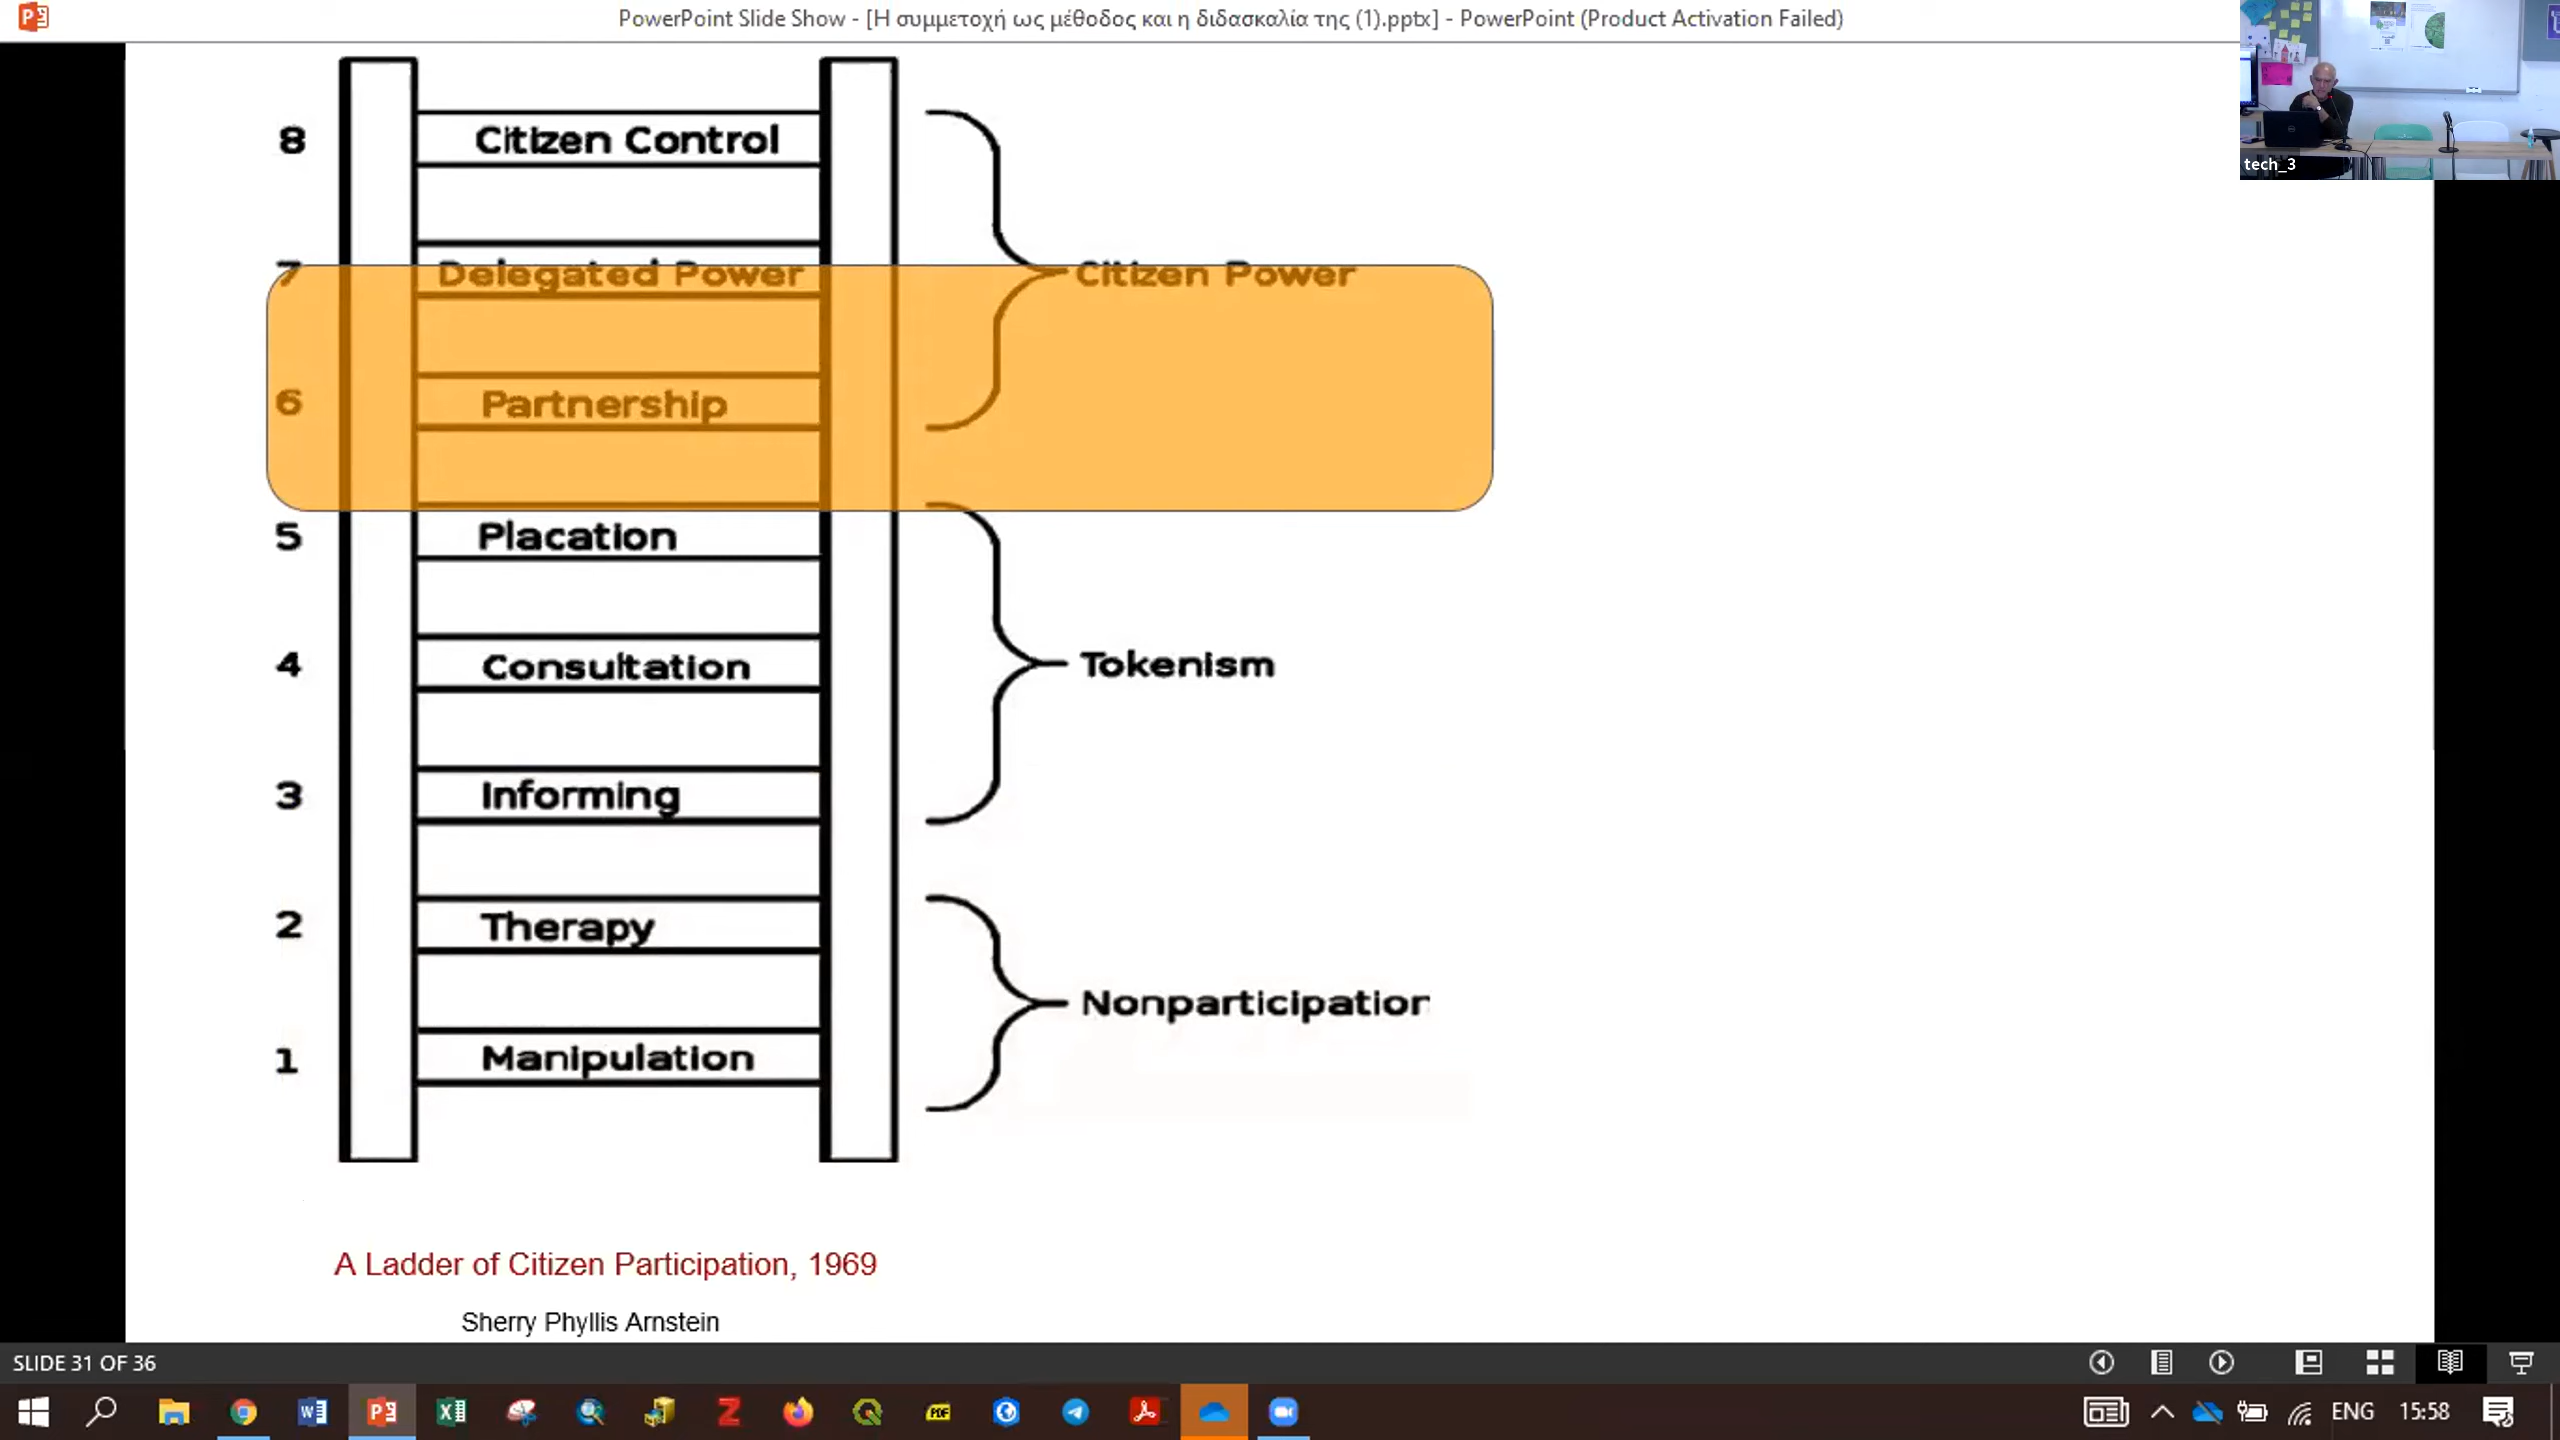 PowerPoint Slide Show - [Η συμμετοχή ως μέθοδος και η διδασκαλία της (1).pptx] - PowerPoint (Product Activation Failed)
tech_3
8 Citizen Control
7 Delegated Power
Citizen Power
6 Partnership
5 Placation
4 Consultation
Tokenism
3 Informing
2 Therapy
Nonparticipation
1 Manipulation
A Ladder of Citizen Participation, 1969
Sherry Phyllis Arnstein
SLIDE 31 OF 36
ENG
15:58